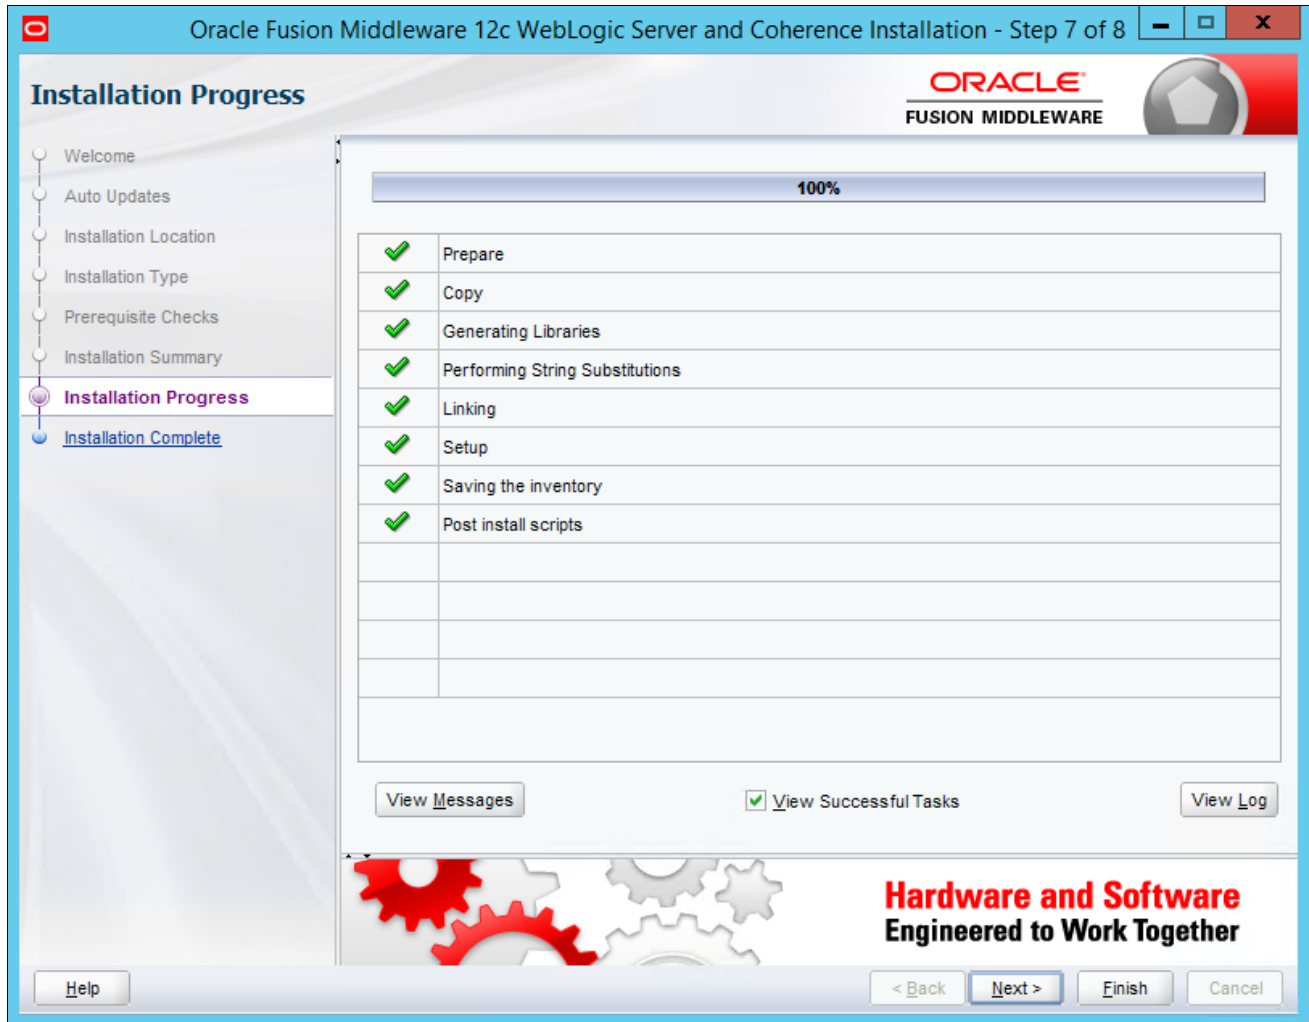 Oracle Fusion Middleware 12c WebLogic Server and Coherence Installation - Step 7 of 8
Installation Progress
ORACLE
FUSION MIDDLEWARE
Welcome
Auto Updates
Installation Location
Installation Type
Prerequisite Checks
Installation Summary
Installation Progress
Installation Complete
100%
Prepare
Copy
Generating Libraries
Performing String Substitutions
Linking
Setup
Saving the inventory
Post install scripts
View Messages
View Successful Tasks
View Log
Hardware and Software
Engineered to Work Together
Help
< Back
Next >
Finish
Cancel